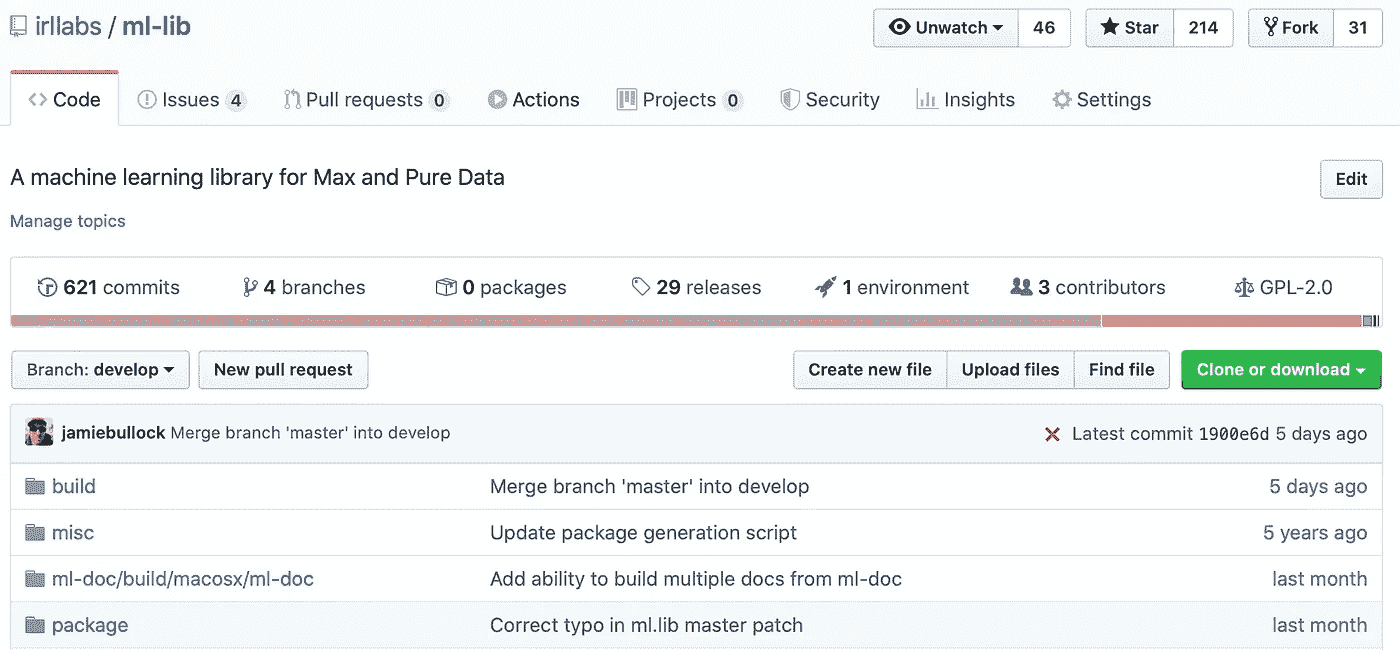 irllabs / ml-lib Unwatch 46 Star 214 Fork 31
Code Issues 4 Pull requests 0 Actions Projects 0 Security Insights Settings
A machine learning library for Max and Pure Data Edit
Manage topics
621 commits 4 branches 0 packages 29 releases 1 environment 3 contributors GPL-2.0
Branch: develop New pull request Create new file Upload files Find file Clone or download
jamiebullock Merge branch 'master' into develop Latest commit 1900e6d 5 days ago
build Merge branch 'master' into develop 5 days ago
misc Update package generation script 5 years ago
ml-doc/build/macosx/ml-doc Add ability to build multiple docs from ml-doc last month
package Correct typo in ml.lib master patch last month